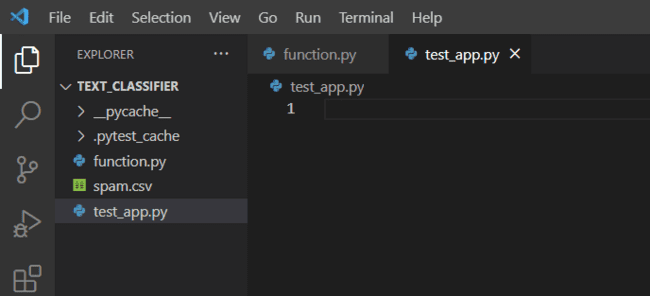 File Edit Selection View Go Run Terminal Help
EXPLORER ...
function.py test_app.py
TEXT_CLASSIFIER
test_app.py
__pycache__
1
.pytest_cache
function.py
spam.csv
test_app.py